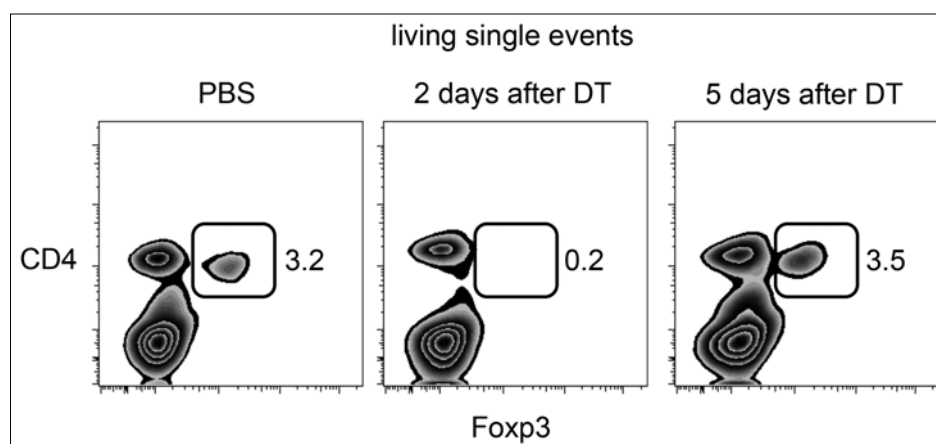 living single events
PBS
2 days after DT
5 days after DT
CD4
3.2
0.2
3.5
Foxp3